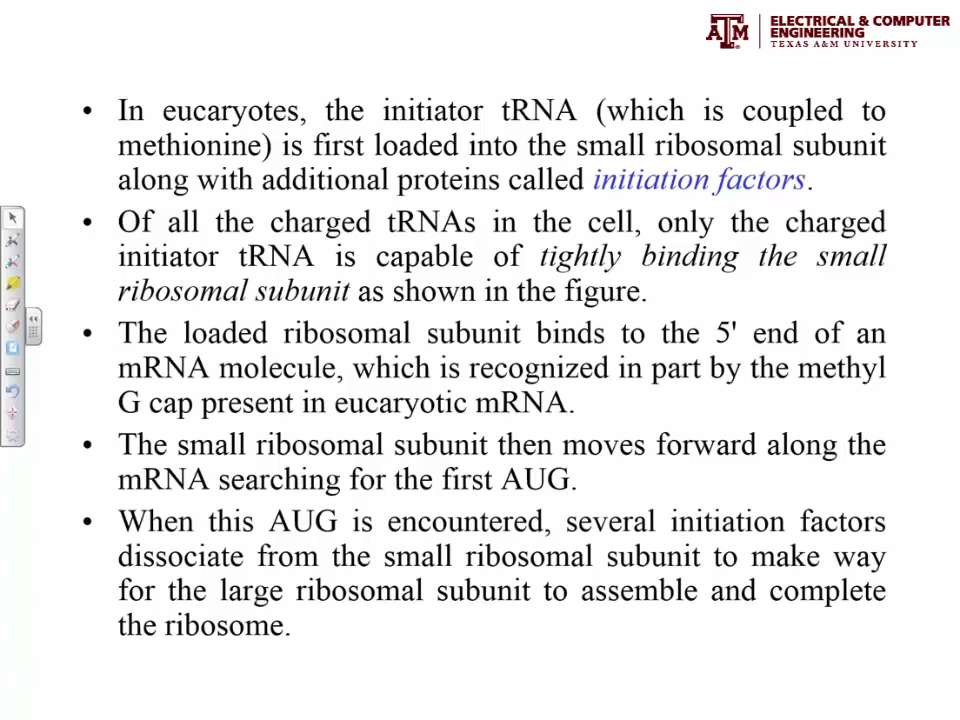 ELECTRICAL & COMPUTER
ENGINEERING
TEXAS A&M UNIVERSITY
• In eucaryotes, the initiator tRNA (which is coupled to
methionine) is first loaded into the small ribosomal subunit
along with additional proteins called initiation factors.
• Of all the charged tRNAs in the cell, only the charged
initiator tRNA is capable of tightly binding the small
ribosomal subunit as shown in the figure.
• The loaded ribosomal subunit binds to the 5' end of an
mRNA molecule, which is recognized in part by the methyl
G cap present in eucaryotic mRNA.
• The small ribosomal subunit then moves forward along the
mRNA searching for the first AUG.
• When this AUG is encountered, several initiation factors
dissociate from the small ribosomal subunit to make way
for the large ribosomal subunit to assemble and complete
the ribosome.